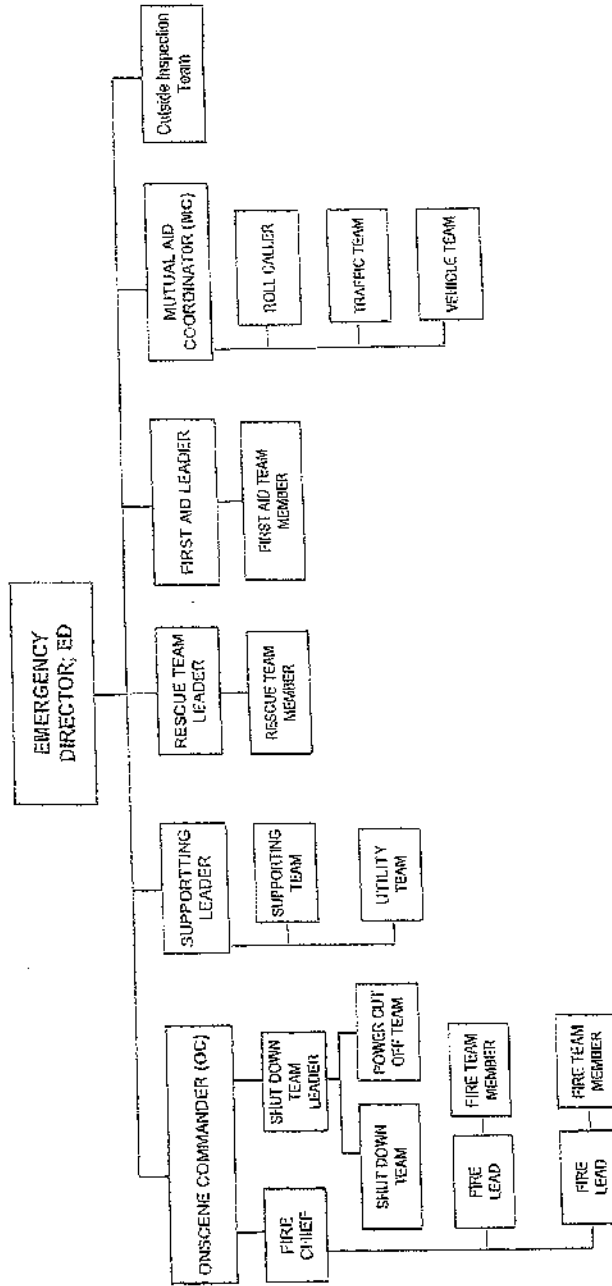 EMERGENCY
DIRECTOR; ED
ONSCENE COMMANDER (OC)
SUPPORTTING
LEADER
RESCUE TEAM
LEADER
FIRST AID LEADER
MUTUAL AID
COORDINATOR (MC)
Outside Inspection
Team
FIRE
CHIEF
SHUT DOWN
TEAM
LEADER
SUPPORTING
TEAM
RESCUE TEAM
MEMBER
FIRST AID TEAM
MEMBER
ROLL CALLER
SHUT DOWN
TEAM
POWER CUT
OFF TEAM
UTILITY
TEAM
TRAFFIC TEAM
FIRE
LEAD
FIRE TEAM
MEMBER
VEHICLE TEAM
FIRE
LEAD
FIRE TEAM
MEMBER